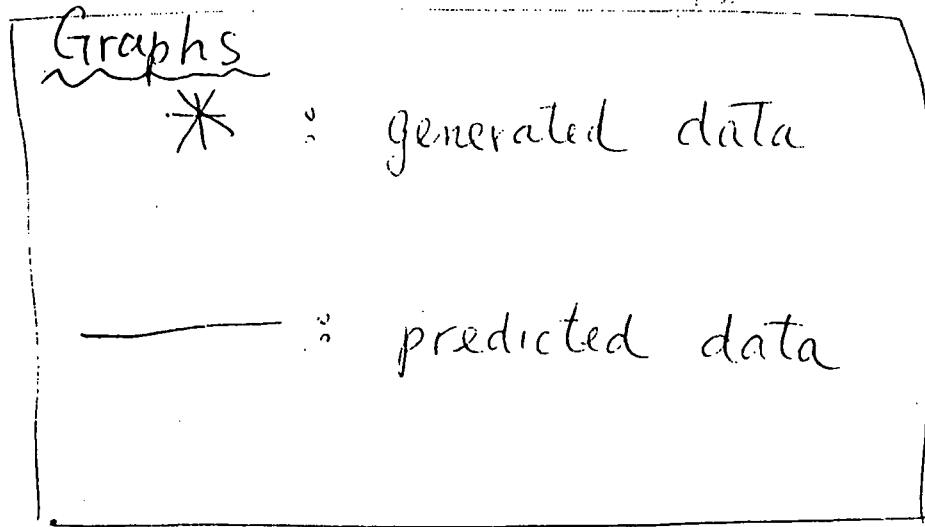 Graphs
* : generated data
— : predicted data